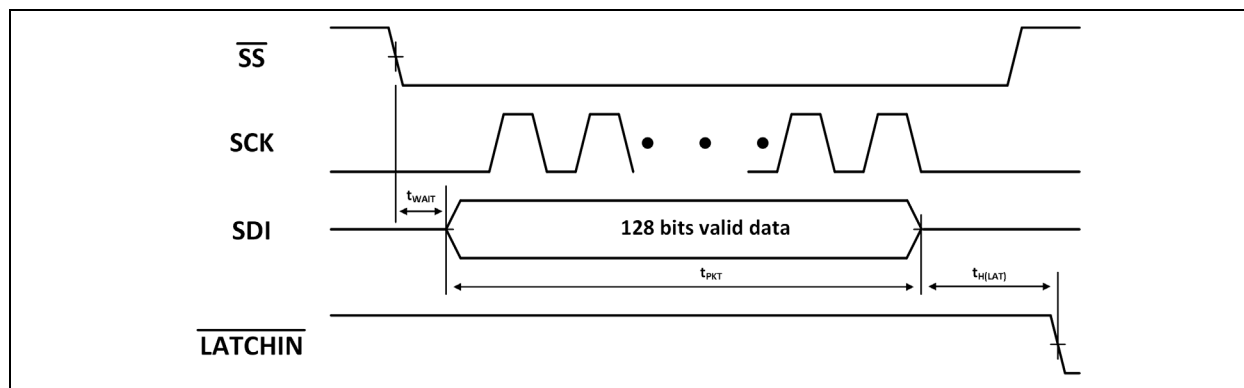 SS
SCK
tWAIT
SDI
128 bits valid data
tPKT
tH(LAT)
LATCHIN